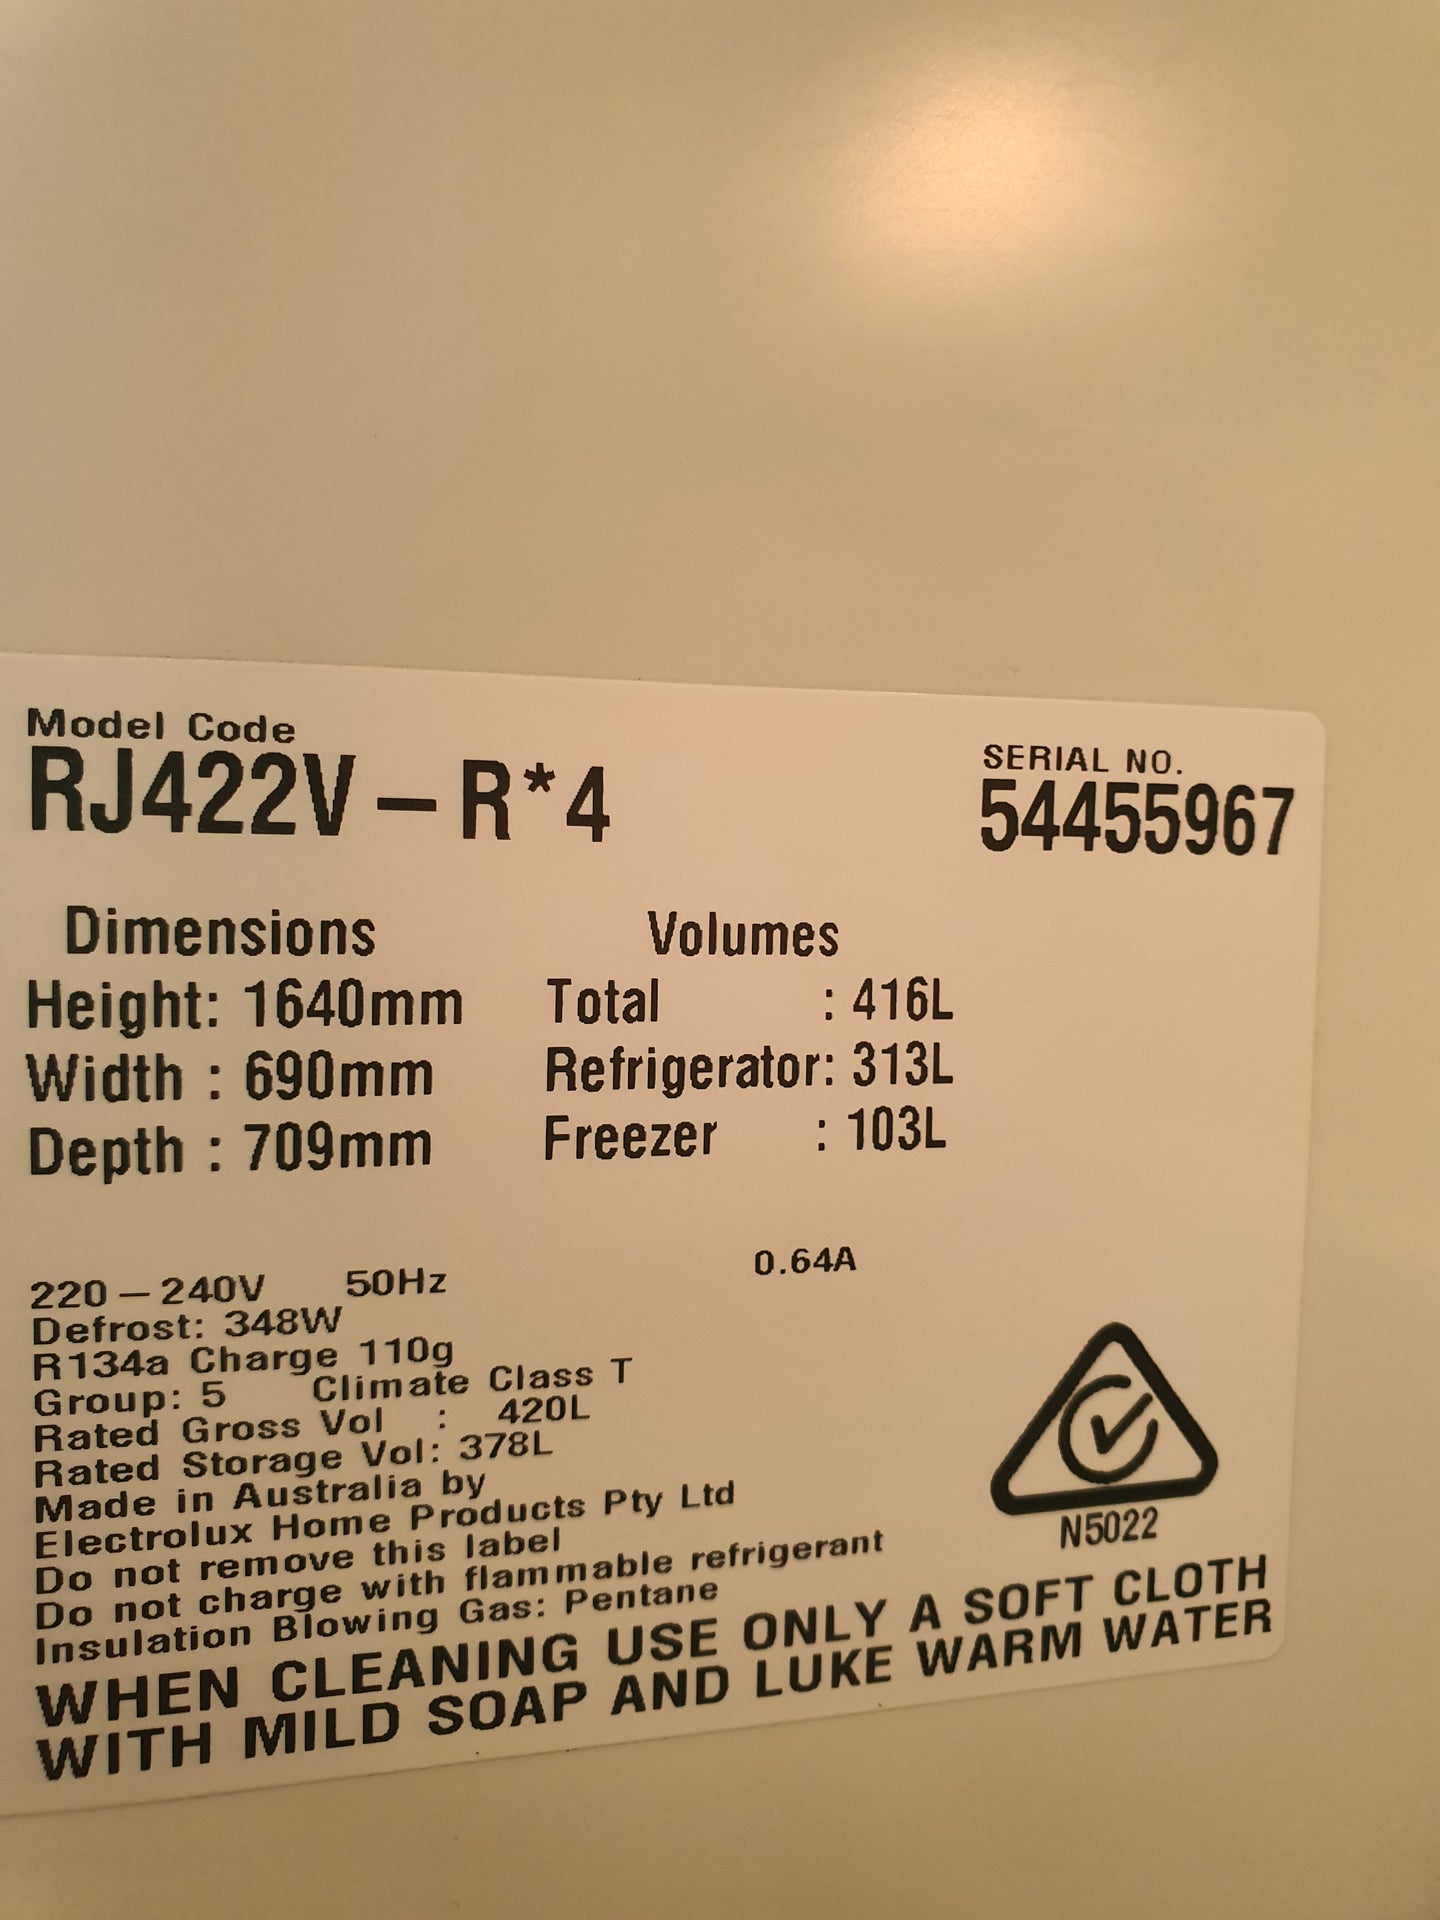 Model Code
RJ422V – R*4
SERIAL NO.
54455967
Dimensions
Height: 1640mm
Width : 690mm
Depth : 709mm
Volumes
Total : 416L
Refrigerator: 313L
Freezer : 103L
220 – 240V 50Hz 0.64A
Defrost: 348W
R134a Charge 110g
Group: 5 Climate Class T
Rated Gross Vol : 420L
Rated Storage Vol: 378L
Made in Australia by
Electrolux Home Products Pty Ltd
Do not remove this label
Do not charge with flammable refrigerant
Insulation Blowing Gas: Pentane
N5022
WHEN CLEANING USE ONLY A SOFT CLOTH
WITH MILD SOAP AND LUKE WARM WATER